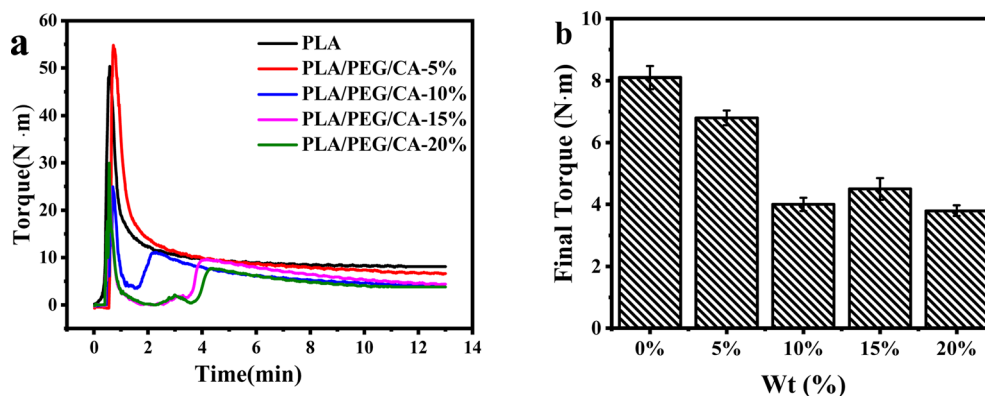 a
Torque(N ·m)
60
50
40
30
20
10
0
PLA
PLA/PEG/CA-5%
PLA/PEG/CA-10%
PLA/PEG/CA-15%
PLA/PEG/CA-20%
0 2 4 6 8 10 12 14
Time(min)
b
Final Torque (N·m)
10
8
6
4
2
0
0% 5% 10% 15% 20%
Wt (%)